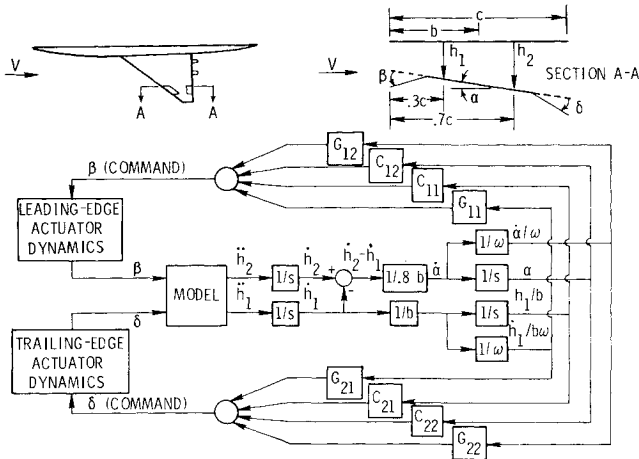 c
b
V
h1
h2
SECTION A-A
V
β
.3c
α
δ
A
A
.7c
G12
C12
C11
G11
β (COMMAND)
LEADING-EDGE
ACTUATOR
DYNAMICS
β
MODEL
ḧ2
1/s
ḣ2
+
ḣ2-ḣ1
1/.8 b
α̇
1/ω
α̇/ω
1/s
α
ḧ1
1/s
ḣ1
-
1/b
1/s
h1/b
1/ω
ḣ1/bω
δ
TRAILING-EDGE
ACTUATOR
DYNAMICS
δ (COMMAND)
G21
C21
C22
G22